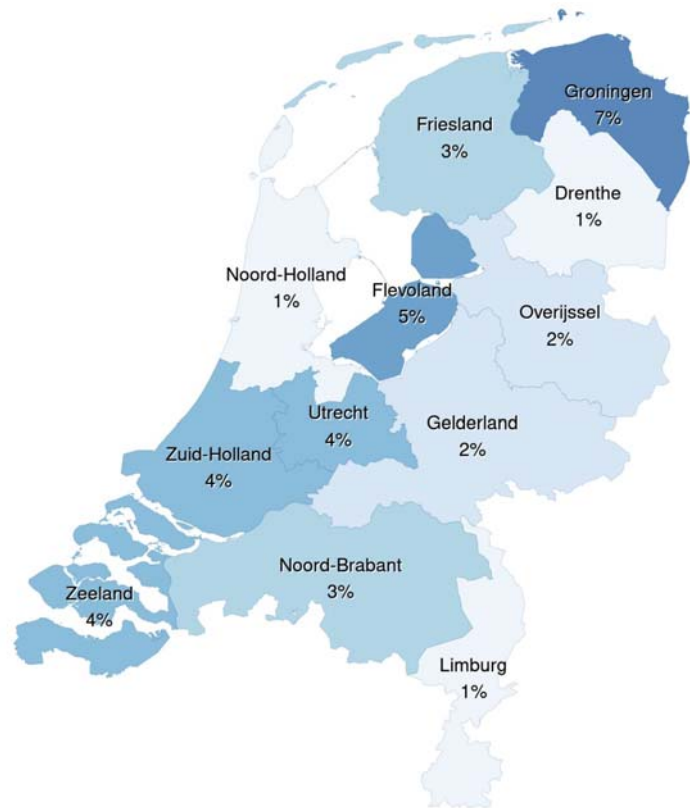 Groningen
7%
Friesland
3%
Drenthe
1%
Noord-Holland
1%
Flevoland
5%
Overijssel
2%
Utrecht
4%
Gelderland
2%
Zuid-Holland
4%
Noord-Brabant
3%
Zeeland
4%
Limburg
1%